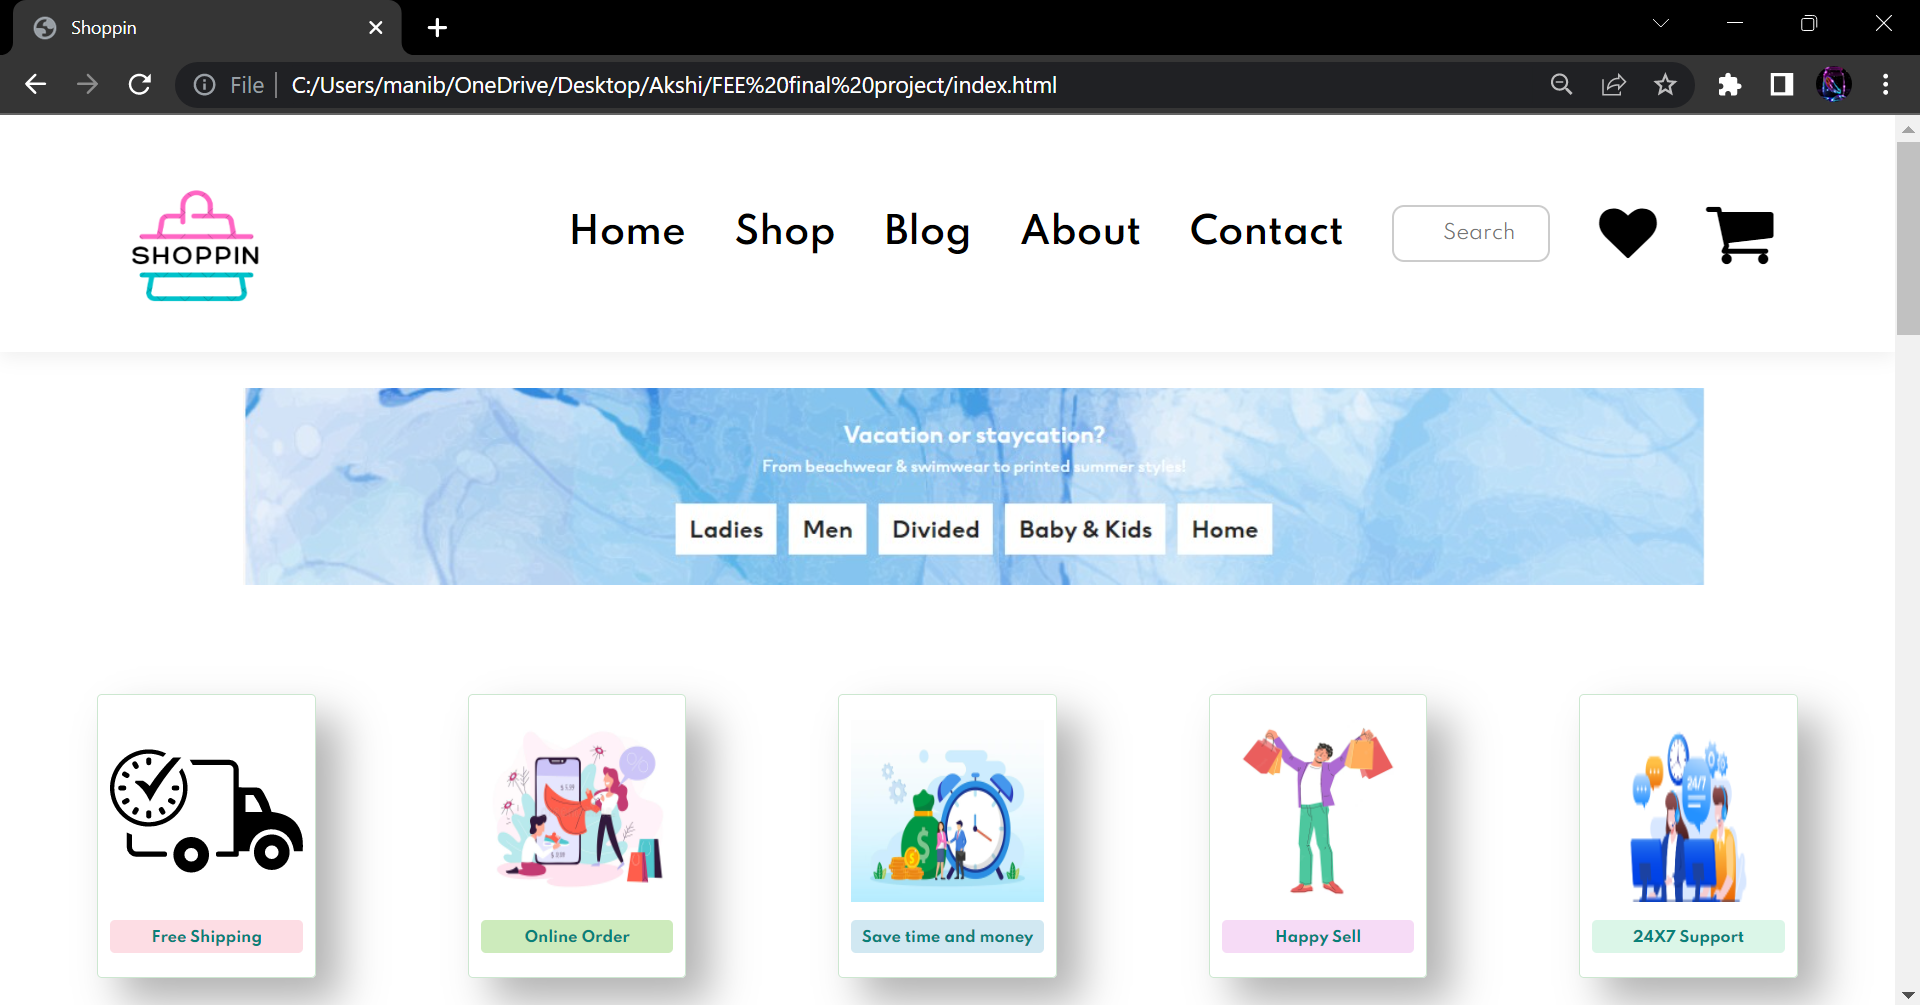 Shoppin
File
C:/Users/manib/OneDrive/Desktop/Akshi/FEE%20final%20project/index.html
SHOPPIN
Home Shop Blog About Contact Search
Vacation or staycation?
From beachwear & swimwear to printed summer styles!
Ladies Men Divided Baby & Kids Home
24/7
Free Shipping
Online Order
Save time and money
Happy Sell
24X7 Support